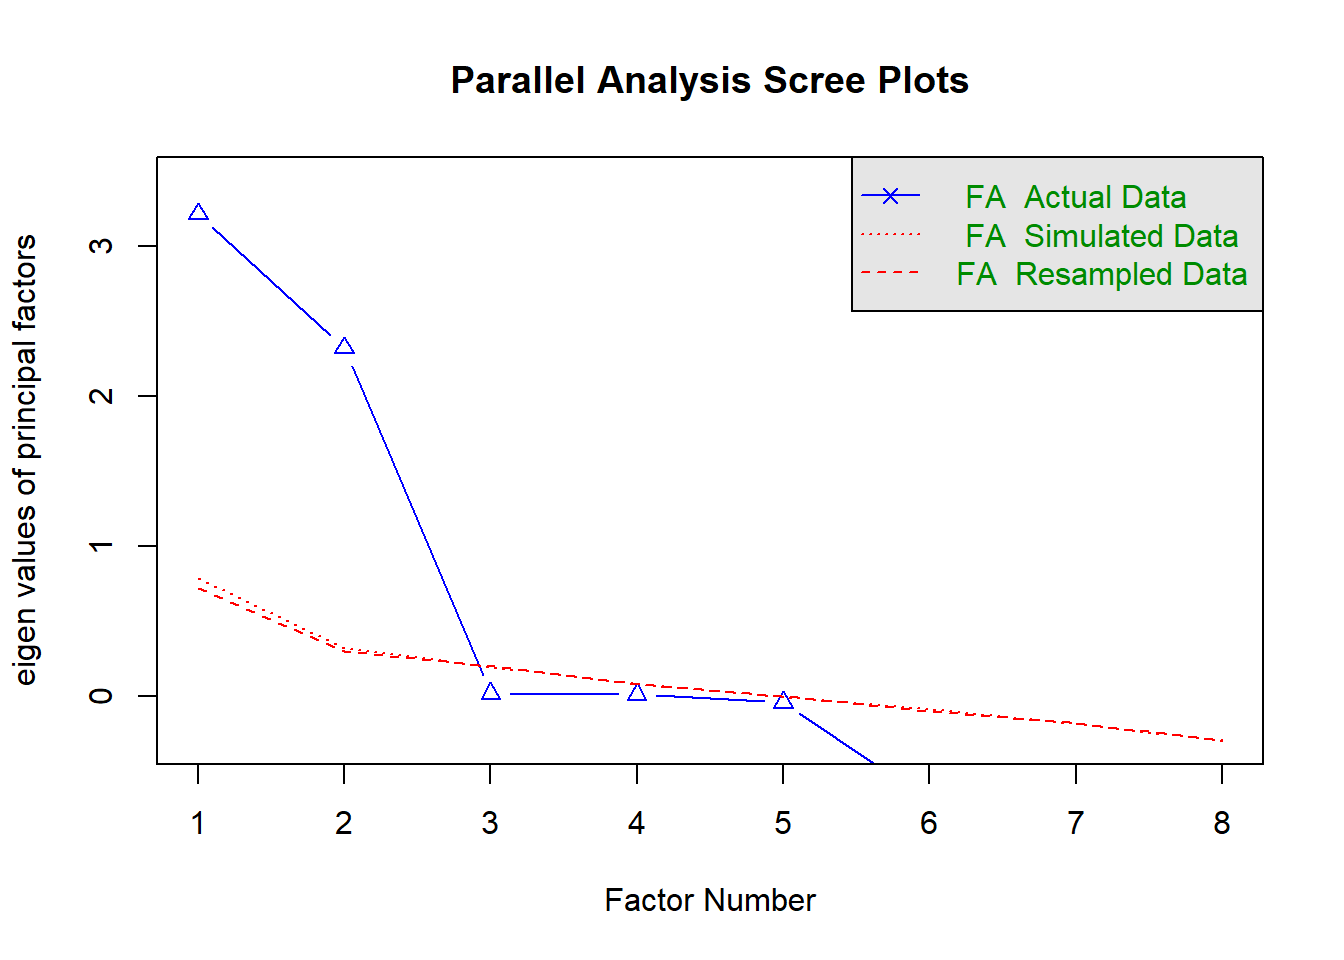 Parallel Analysis Scree Plots
FA Actual Data
FA Simulated Data
FA Resampled Data
eigen values of principal factors
3
2
1
0
1 2 3 4 5 6 7 8
Factor Number